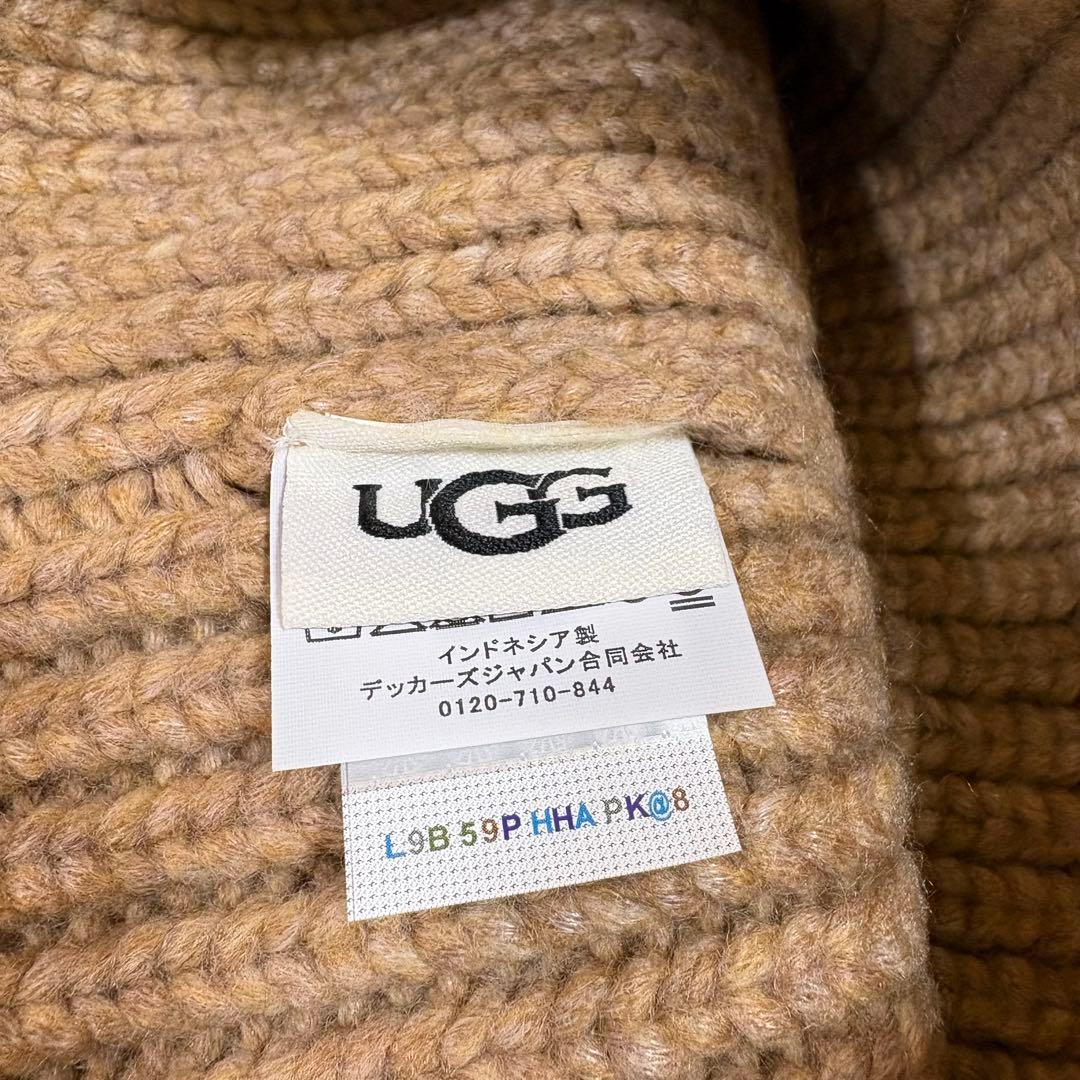 UGG
インドネシア製
デッカーズジャパン合同会社
0120-710-844
L9B 59P HHA PK@8